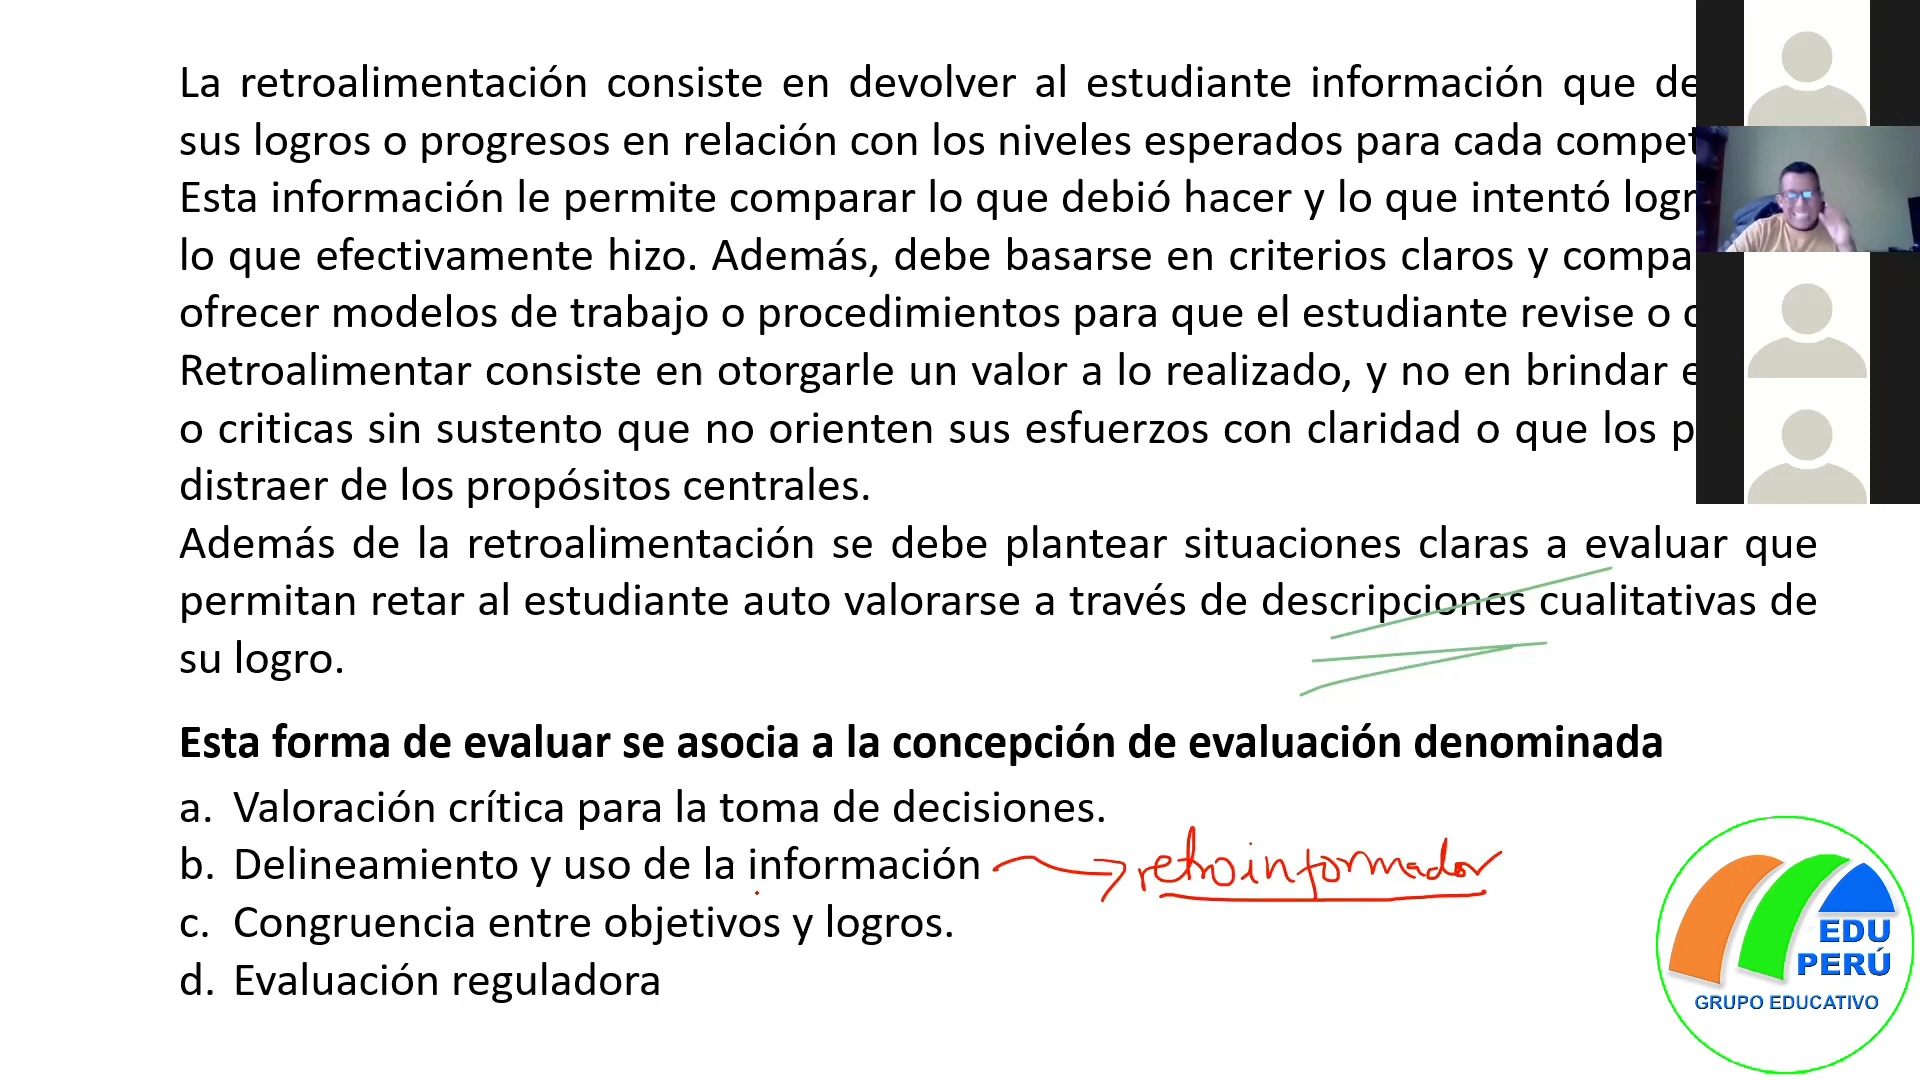 La retroalimentación consiste en devolver al estudiante información que de
sus logros o progresos en relación con los niveles esperados para cada compet
Esta información le permite comparar lo que debió hacer y lo que intentó logr
lo que efectivamente hizo. Además, debe basarse en criterios claros y compa
ofrecer modelos de trabajo o procedimientos para que el estudiante revise o
Retroalimentar consiste en otorgarle un valor a lo realizado, y no en brindar
o criticas sin sustento que no orienten sus esfuerzos con claridad o que los p
distraer de los propósitos centrales.
Además de la retroalimentación se debe plantear situaciones claras a evaluar que
permitan retar al estudiante auto valorarse a través de descripciones cualitativas de
su logro.
Esta forma de evaluar se asocia a la concepción de evaluación denominada
a. Valoración crítica para la toma de decisiones.
b. Delineamiento y uso de la información retroinformador
c. Congruencia entre objetivos y logros.
d. Evaluación reguladora
EDU
PERÚ
GRUPO EDUCATIVO